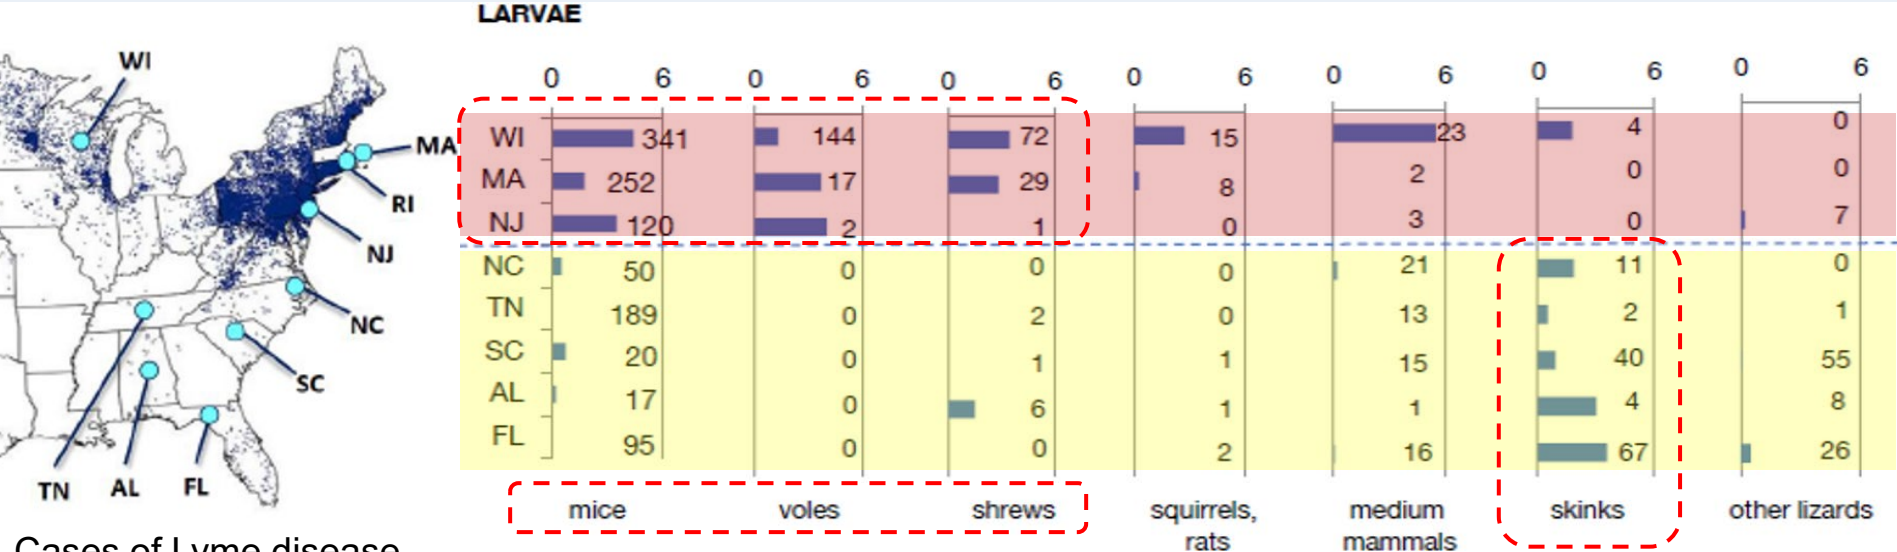 LARVAE
0 6 0 6 0 6 0 6 0 6 0 6 0 6
WI 341 144 72 15 23 4 0
MA 252 17 29 8 2 0 0
NJ 120 2 1 0 3 0 7
NC 50 0 0 0 21 11 0
TN 189 0 2 0 13 2 1
SC 20 0 1 1 15 40 55
AL 17 0 6 1 1 4 8
FL 95 0 0 2 16 67 26
mice voles shrews squirrels, rats medium mammals skinks other lizards
WI
MA
RI
NJ
NC
SC
TN AL FL
Cases of Lyme disease